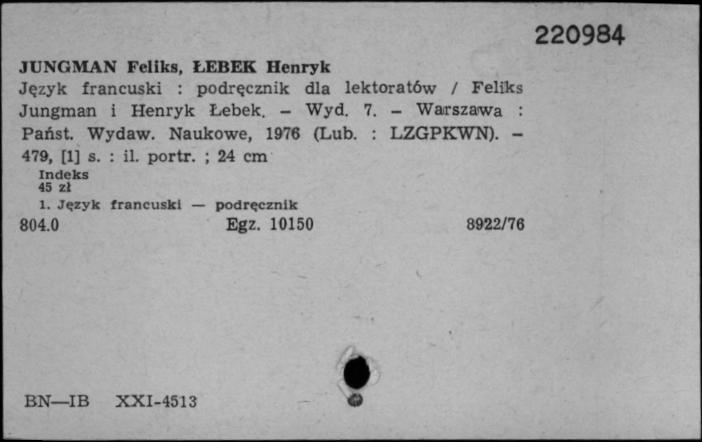 220984
JUNGMAN Feliks, ŁEBEK Henryk
Język francuski : podręcznik dla lektoratów / Feliks
Jungman i Henryk Łebek. – Wyd. 7. – Warszawa :
Państ. Wydaw. Naukowe, 1976 (Lub. : LZGPKWN). –
479, [1] s. : il. portr. ; 24 cm
Indeks
45 zł
1. Język francuski — podręcznik
804.0 Egz. 10150 8922/76
BN—IB XXI-4513